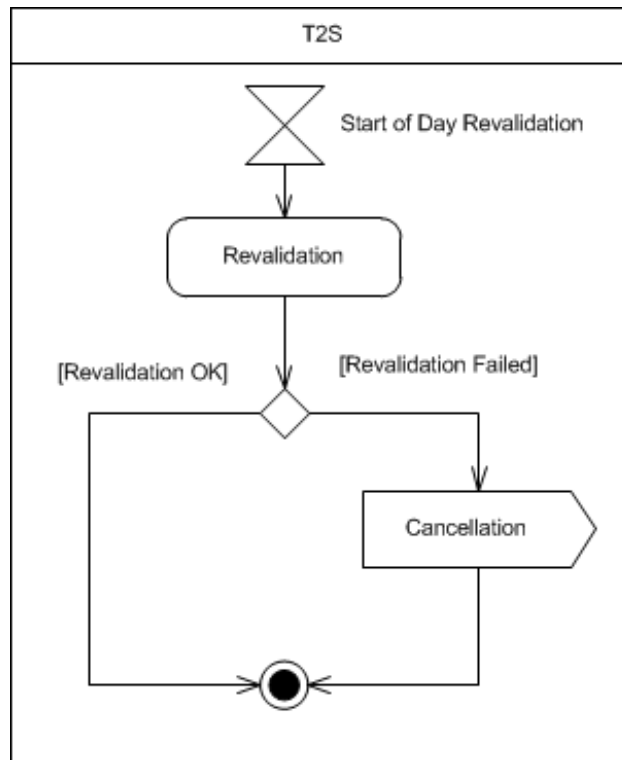 T2S
Start of Day Revalidation
Revalidation
[Revalidation OK]
[Revalidation Failed]
Cancellation